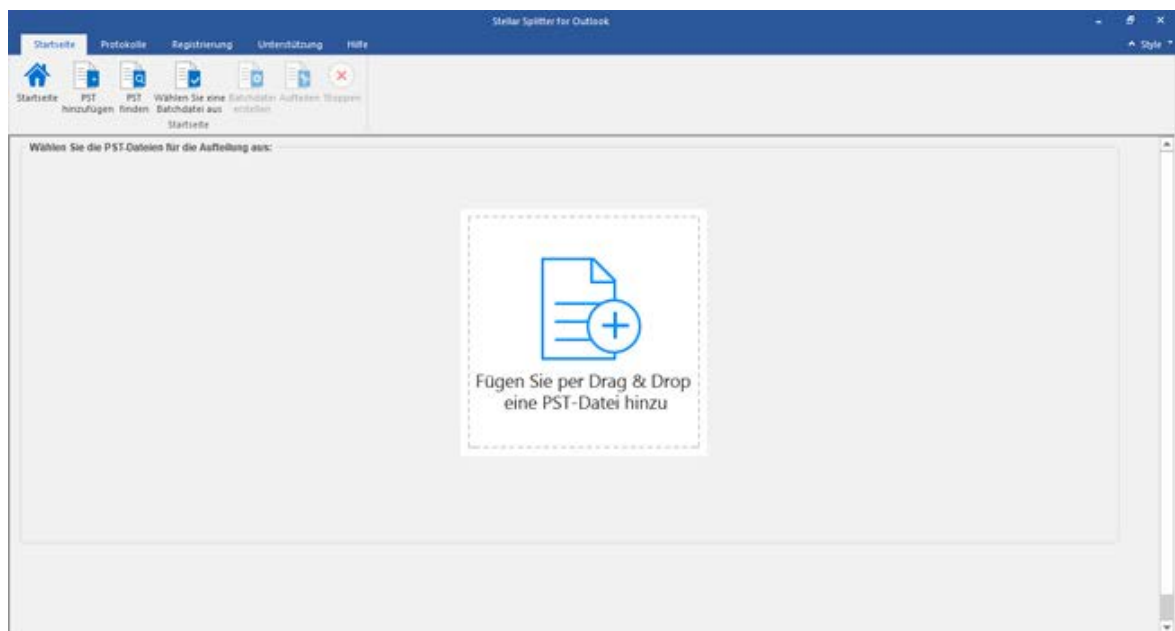 Stellar Splitter for Outlook
Startseite Protokolle Registrierung Unterstützung Hilfe Style
Startseite PST hinzufügen PST finden Wählen Sie eine Batchdatei aus Batchdatei erstellen Aufteilen Stoppen
Startseite
Wählen Sie die PST-Dateien für die Aufteilung aus:
Fügen Sie per Drag & Drop
eine PST-Datei hinzu